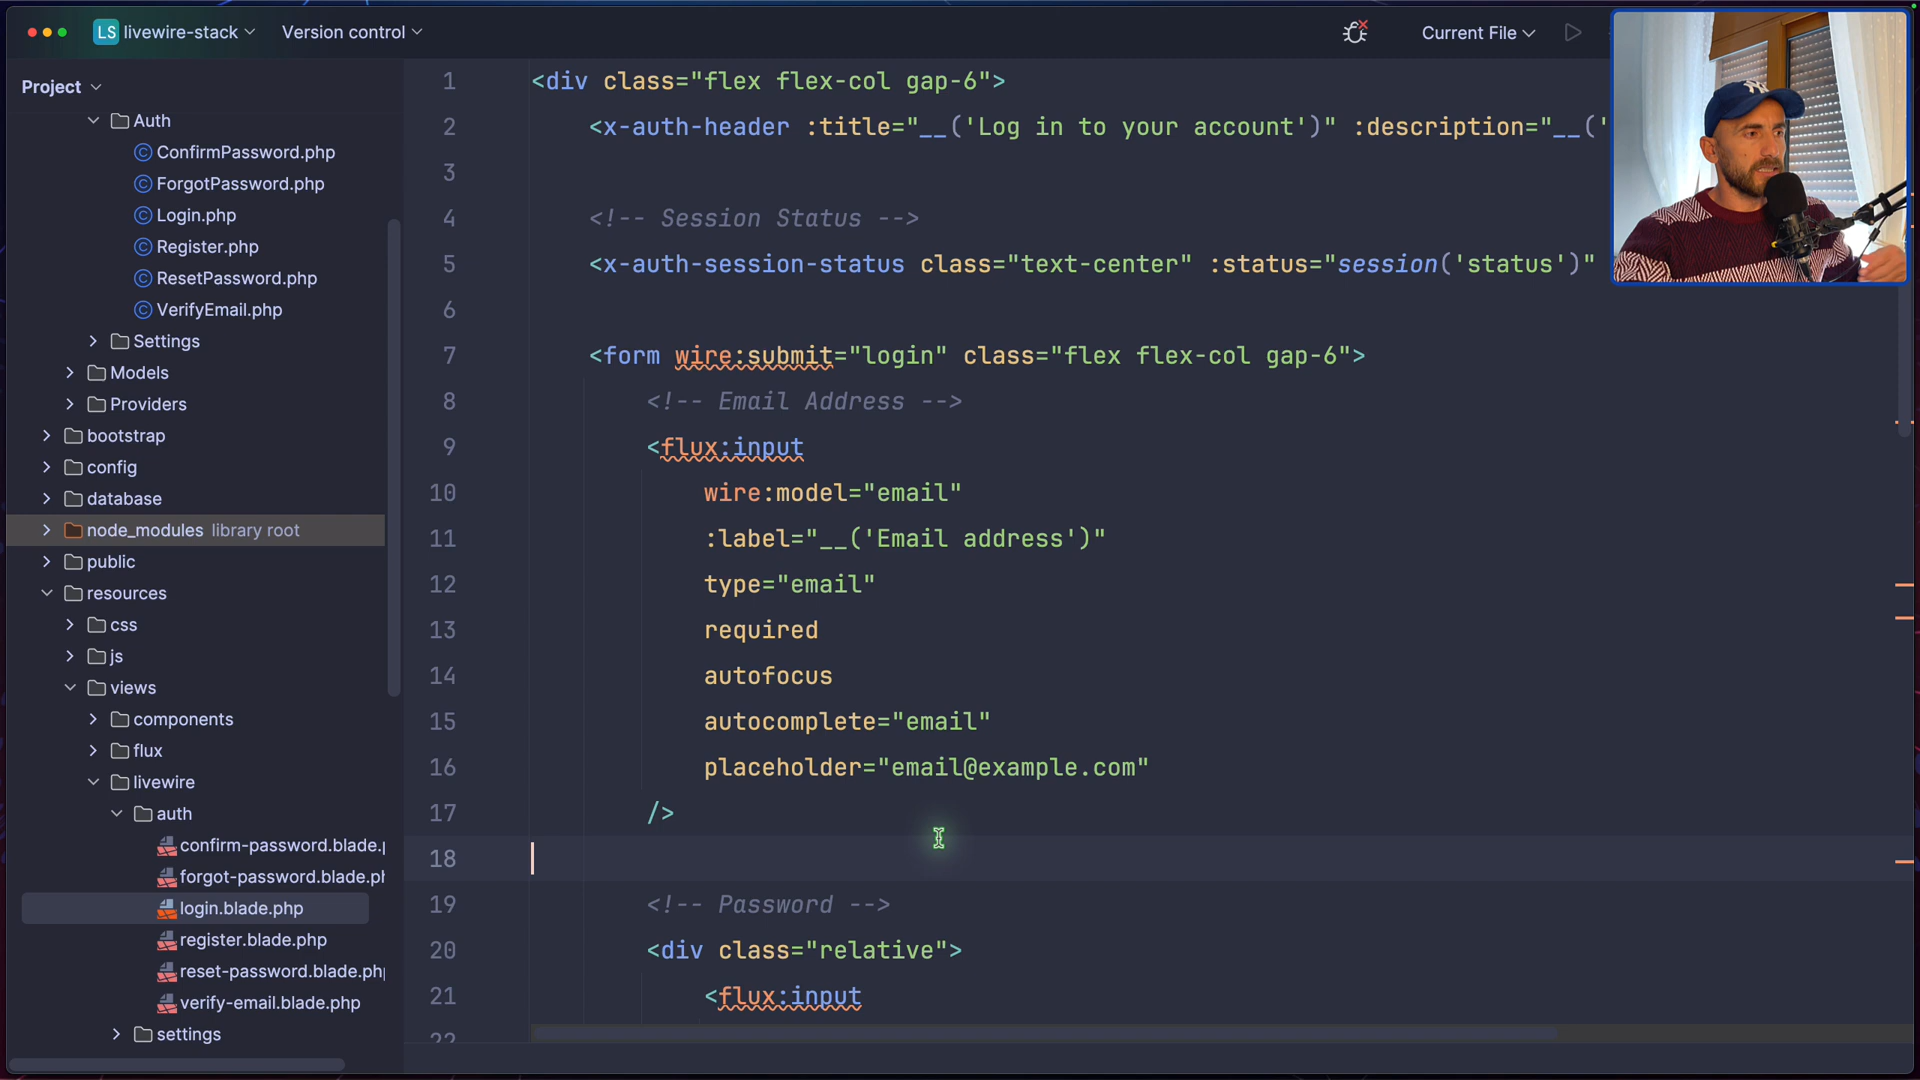 LS livewire-stack Version control Current File
Project
Auth
ConfirmPassword.php
ForgotPassword.php
Login.php
Register.php
ResetPassword.php
VerifyEmail.php
Settings
Models
Providers
bootstrap
config
database
node_modules library root
public
resources
css
js
views
components
flux
livewire
auth
confirm-password.blade.p
forgot-password.blade.ph
login.blade.php
register.blade.php
reset-password.blade.php
verify-email.blade.php
settings
1 <div class="flex flex-col gap-6">
2 <x-auth-header :title="__('Log in to your account')" :description="__('
3
4 <!-- Session Status -->
5 <x-auth-session-status class="text-center" :status="session('status')"
6
7 <form wire:submit="login" class="flex flex-col gap-6">
8 <!-- Email Address -->
9 <flux:input
10 wire:model="email"
11 :label="__('Email address')"
12 type="email"
13 required
14 autofocus
15 autocomplete="email"
16 placeholder="email@example.com"
17 />
18
19 <!-- Password -->
20 <div class="relative">
21 <flux:input
22